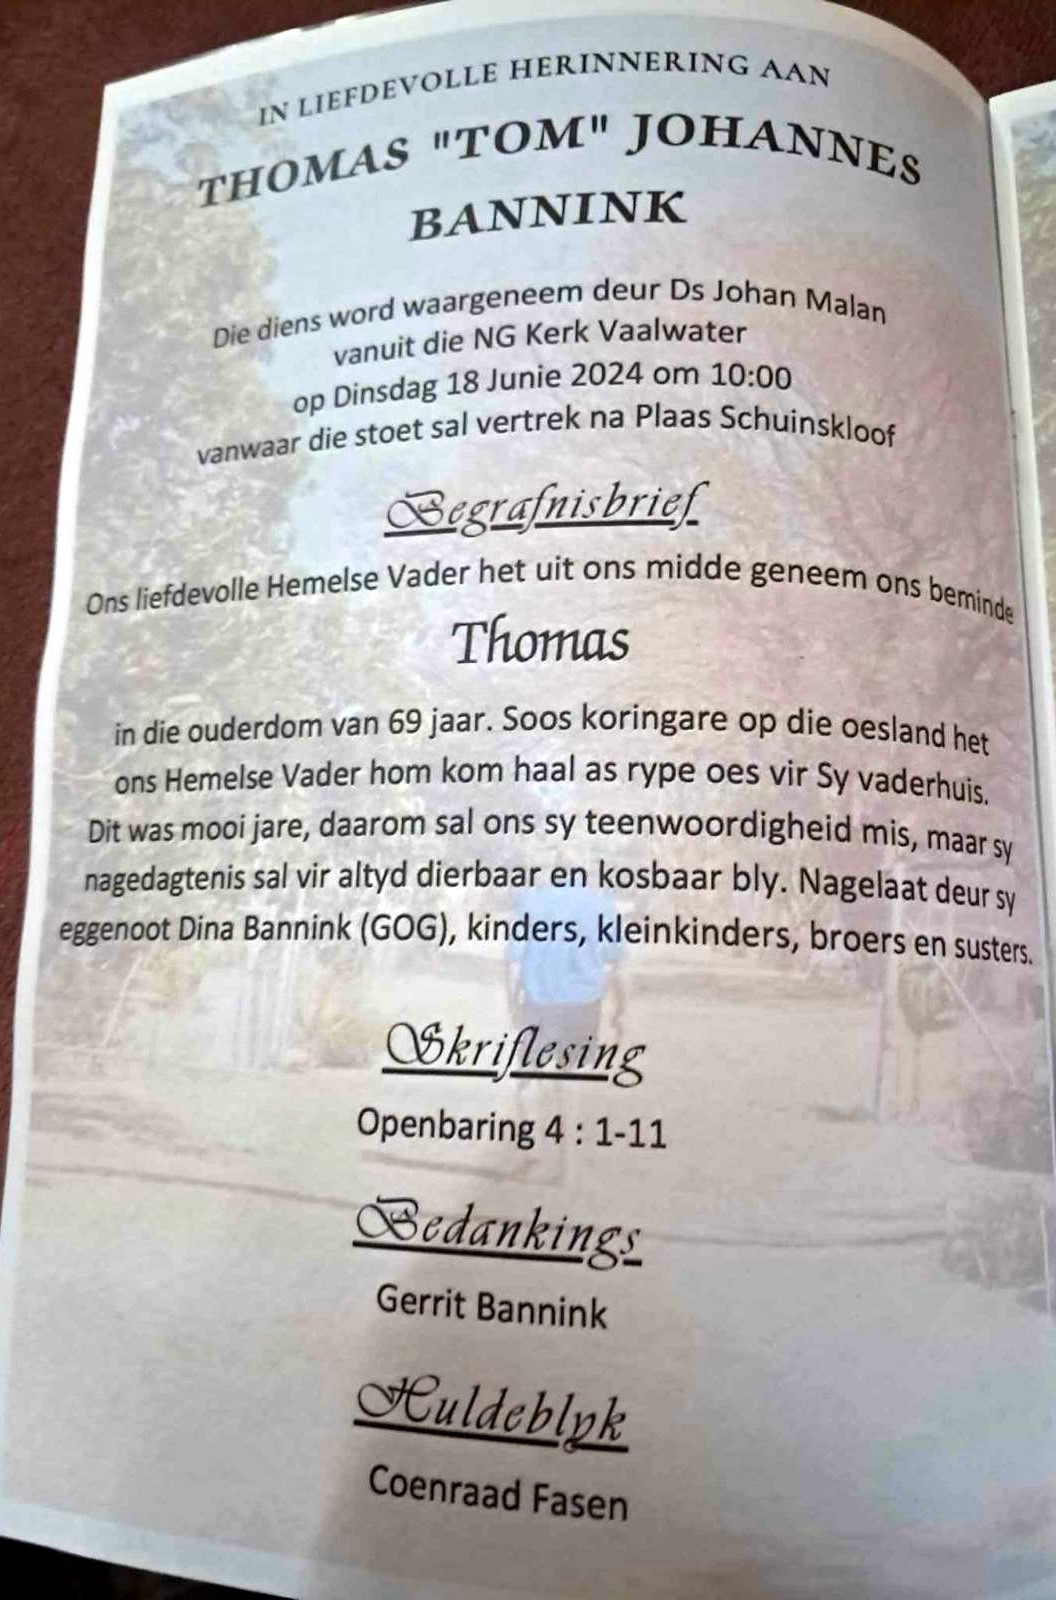 IN LIEFDEVOLLE HERINNERING AAN
THOMAS "TOM" JOHANNES
BANNINK
Die diens word waargeneem deur Ds Johan Malan
vanuit die NG Kerk Vaalwater
op Dinsdag 18 Junie 2024 om 10:00
vanwaar die stoet sal vertrek na Plaas Schuinskloof
Begrafnisbrief
Ons liefdevolle Hemelse Vader het uit ons midde geneem ons beminde
Thomas
in die ouderdom van 69 jaar. Soos koringare op die oesland het
ons Hemelse Vader hom kom haal as rype oes vir Sy vaderhuis.
Dit was mooi jare, daarom sal ons sy teenwoordigheid mis, maar sy
nagedagtenis sal vir altyd dierbaar en kosbaar bly. Nagelaat deur sy
eggenoot Dina Bannink (GOG), kinders, kleinkinders, broers en susters.
Skriflesing
Openbaring 4 : 1-11
Bedankings
Gerrit Bannink
Huldeblyk
Coenraad Fasen